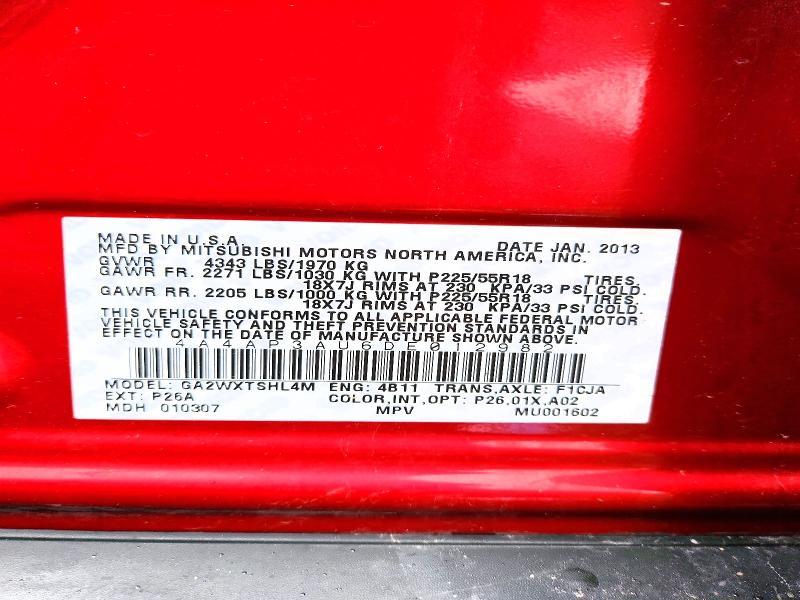 MADE IN U.S.A. DATE JAN. 2013
MFD BY MITSUBISHI MOTORS NORTH AMERICA, INC.
GVWR 4343 LBS/1970 KG
GAWR FR. 2271 LBS/1030 KG WITH P225/55R18 TIRES,
18X7J RIMS AT 230 KPA/33 PSI COLD.
GAWR RR. 2205 LBS/1000 KG WITH P225/55R18 TIRES,
18X7J RIMS AT 230 KPA/33 PSI COLD.
THIS VEHICLE CONFORMS TO ALL APPLICABLE FEDERAL MOTOR
VEHICLE SAFETY AND THEFT PREVENTION STANDARDS IN
EFFECT ON THE DATE OF MANUFACTURE SHOWN ABOVE.
4A4AP3AU6DE012982
MODEL: GA2WXTSHL4M ENG: 4B11 TRANS,AXLE: F1CJA
EXT: P26A COLOR,INT,OPT: P26,01X,A02
MDH 010307 MPV MU001602